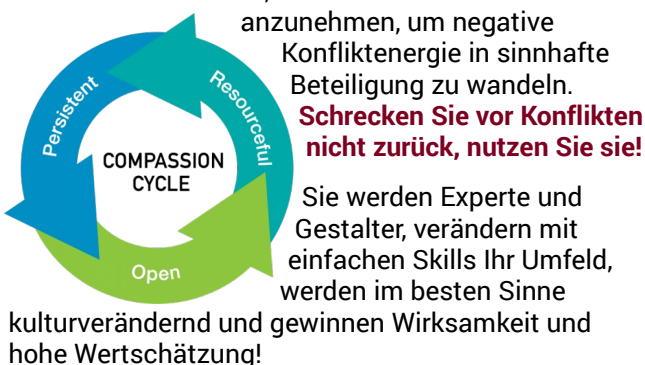 anzunehmen, um negative
Konfliktenergie in sinnhafte
Beteiligung zu wandeln.
Schrecken Sie vor Konflikten
nicht zurück, nutzen Sie sie!
Persistent
Resourceful
COMPASSION
CYCLE
Open
Sie werden Experte und
Gestalter, verändern mit
einfachen Skills Ihr Umfeld,
werden im besten Sinne
kulturverändernd und gewinnen Wirksamkeit und
hohe Wertschätzung!